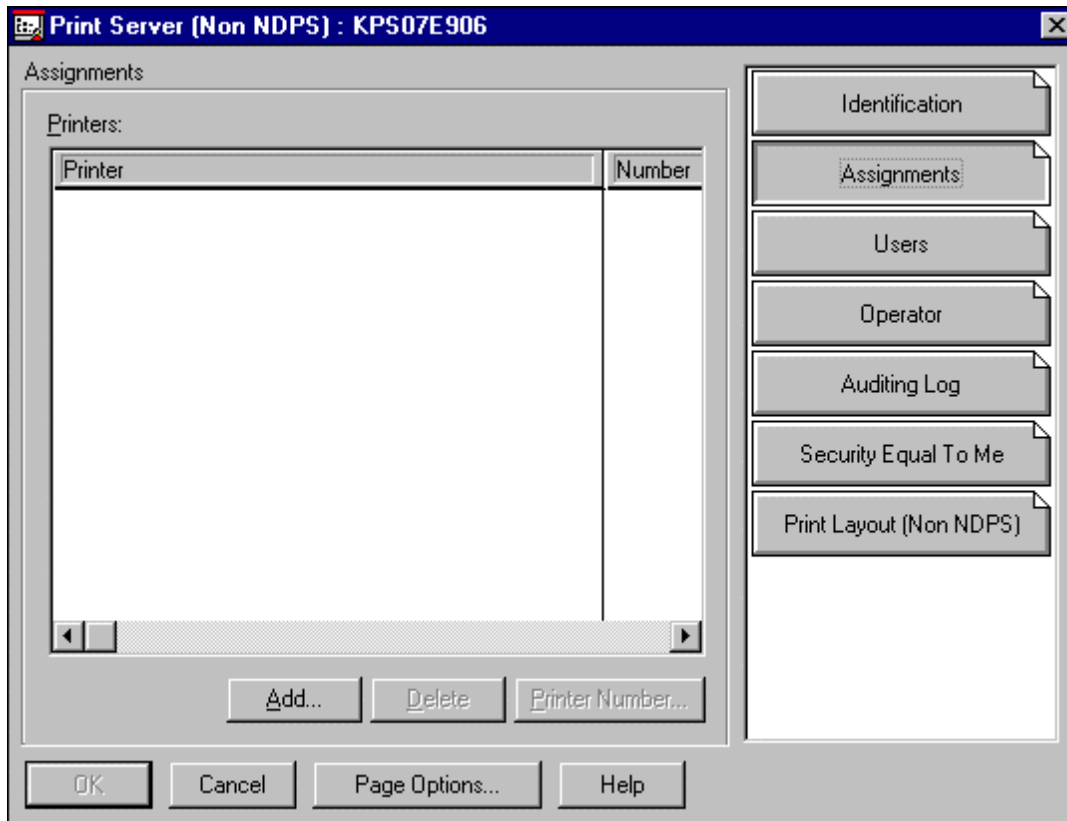 Print Server (Non NDPS) : KPS07E906
Assignments
Printers:
Printer Number
Add... Delete Printer Number...
OK Cancel Page Options... Help
Identification
Assignments
Users
Operator
Auditing Log
Security Equal To Me
Print Layout (Non NDPS)